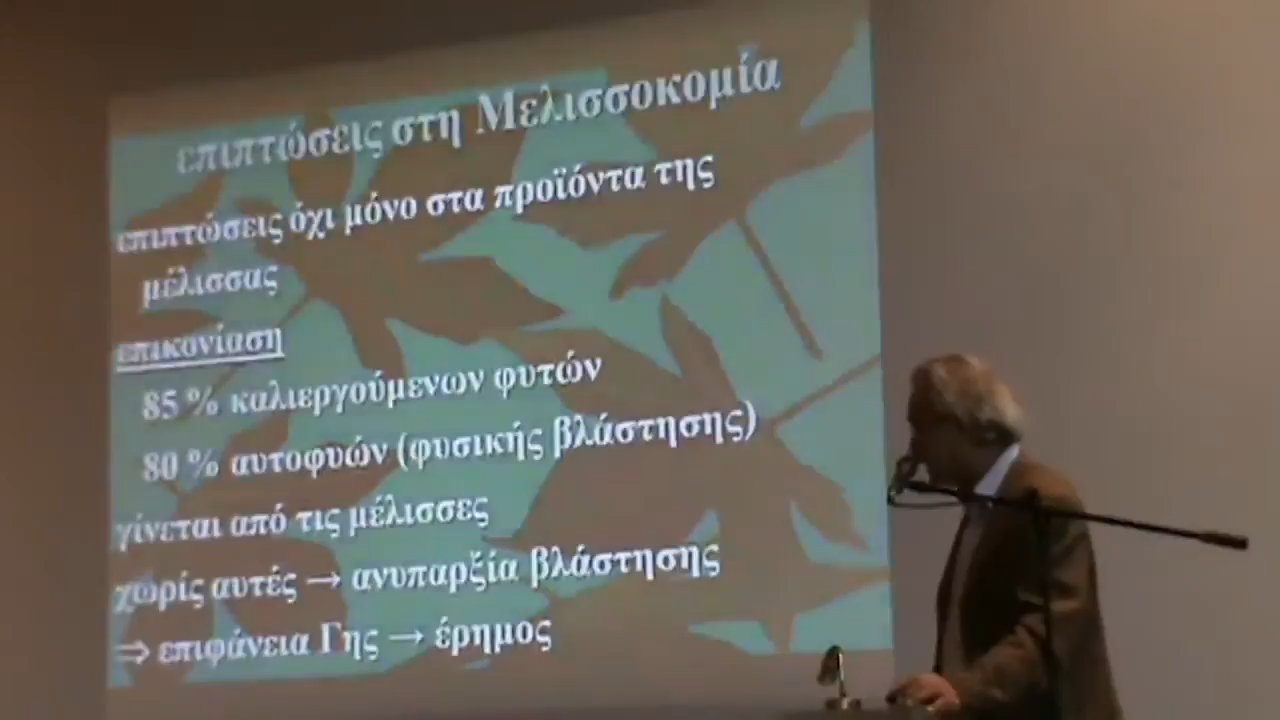 επιπτώσεις στη Μελισσοκομία
επιπτώσεις όχι μόνο στα προϊόντα της
μέλισσας
επικονίαση
85 % καλιεργούμενων φυτών
80 % αυτοφυών (φυσικής βλάστησης)
γίνεται από τις μέλισσες
χωρίς αυτές → ανυπαρξία βλάστησης
⇒ επιφάνεια Γης → έρημος